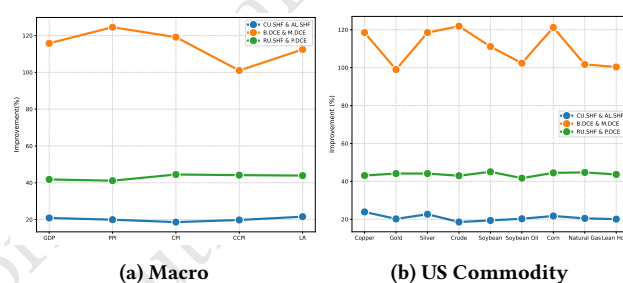 CU.SHF & AL.SHF
B.DCE & M.DCE
RU.SHF & P.DCE
Improvement(%)
120
100
80
60
40
20
GDP PPI CPI CCPI LR
(a) Macro
CU.SHF & AL.SHF
B.DCE & M.DCE
RU.SHF & P.DCE
Improvement (%)
120
100
80
60
40
20
Copper Gold Silver Crude Soybean Soybean Oil Corn Natural Gas Lean Ho
(b) US Commodity